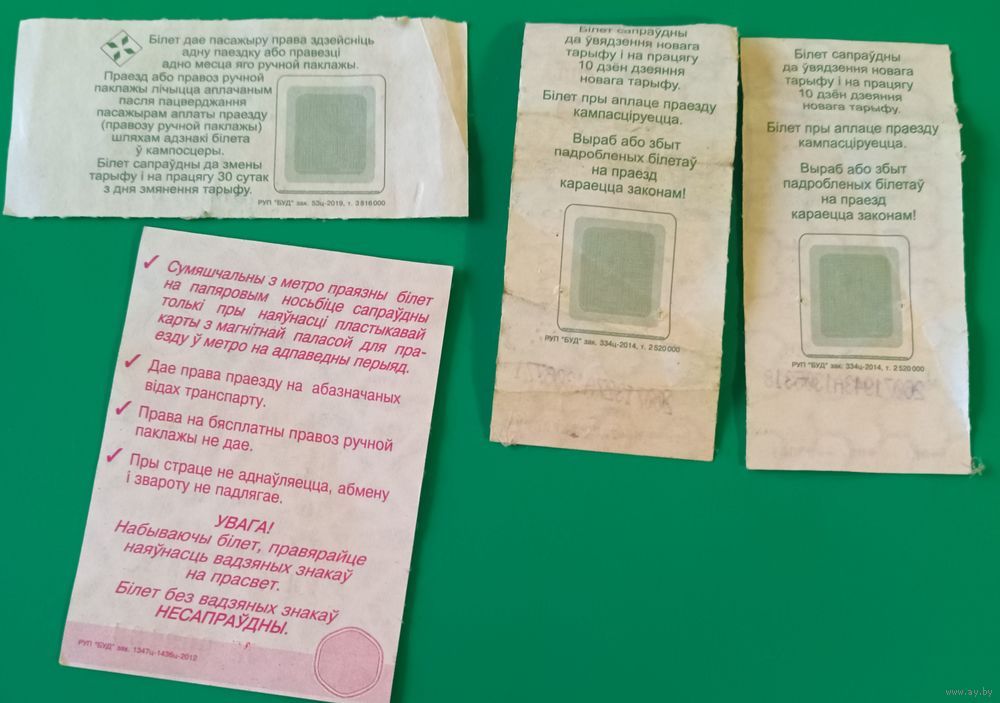 Білет дае пасажыру права здзейсніць
адну паездку або правезці
адно месца яго ручной паклажы.
Праезд або правоз ручной
паклажы лічыцца аплачаным
пасля пацверджання
пасажырам аплаты праезду
(правозу ручной паклажы)
шляхам адзнакі білета
ў кампосцеры.
Білет сапраўдны да змены
тарыфу і на працягу 30 сутак
з дня змянення тарыфу.
РУП "БУД" зак. 53ц-2019, т. 3 816 000
Білет сапраўдны
да ўвядзення новага
тарыфу і на працягу
10 дзён дзеяння
новага тарыфу.
Білет пры аплаце праезду
кампасціруецца.
Выраб або збыт
падробленых білетаў
на праезд
караецца законам!
РУП "БУД" зак. 334ц-2014, т. 2 520 000
Білет сапраўдны
да ўвядзення новага
тарыфу і на працягу
10 дзён дзеяння
новага тарыфу.
Білет пры аплаце праезду
кампасціруецца.
Выраб або збыт
падробленых білетаў
на праезд
караецца законам!
РУП "БУД" зак. 334ц-2014, т. 2 520 000
Сумяшчальны з метро праязны білет
на папяровым носьбіце сапраўдны
толькі пры наяўнасці пластыкавай
карты з магнітнай паласой для пра-
езду ў метро на адпаведны перыяд.
Дае права праезду на абазначаных
відах транспарту.
Права на бясплатны правоз ручной
паклажы не дае.
Пры страце не аднаўляецца, абмену
і звароту не падлягае.
УВАГА!
Набываючы білет, правярайце
наяўнасць вадзяных знакаў
на прасвет.
Білет без вадзяных знакаў
НЕСАПРАЎДНЫ.
РУП "БУД" зак. 1347ц-1436ц-2012
www.ay.by